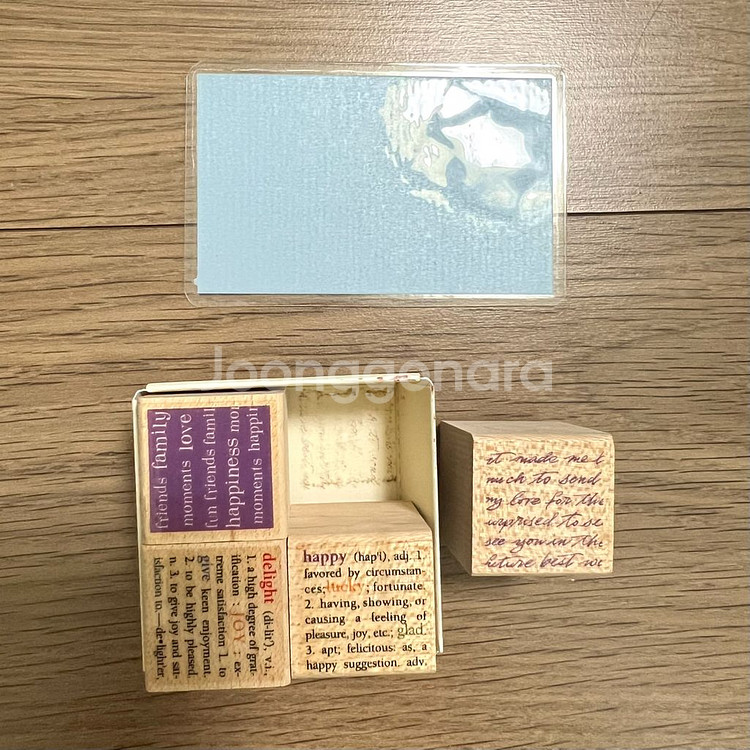 Joonggonara
friends family
moments love
fun friends famil
happiness mo
moments happi
delight (di-lit'), v.i.,
1. a high degree of grat-
ification : JOY : ex-
treme satisfaction 1. to
give keen enjoyment.
2. to be highly pleased.
n. 3. to give joy and sat-
isfaction to.—de•light'er,
happy (hap'i), adj. 1.
favored by circumstan-
ces; lucky; fortunate.
2. having, showing, or
causing a feeling of
pleasure, joy, etc.; glad.
3. apt; felicitous: as, a
happy suggestion. adv.
it made me
much to send
my love for the
surprised to se
see you in the
future best